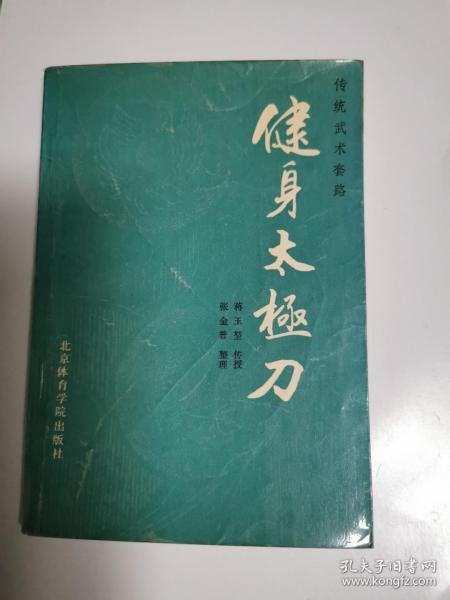 传统武术套路
健身太極刀
蒋玉堃 传授
张金普 整理
北京体育学院出版社
孔夫子旧书网
www.kongfz.com